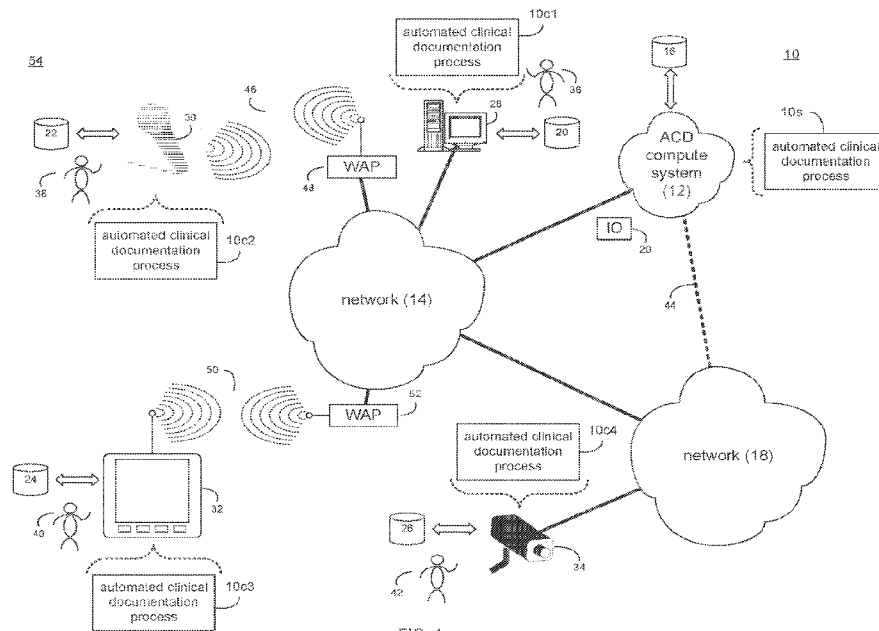 54
46
10c1
automated clinical
documentation
process
16
10
22
30
36
28
20
10s
ACD
compute
system
(12)
automated clinical
documentation
process
38
WAP
48
automated clinical
documentation
process
10c2
IO
20
network (14)
44
50
WAP
52
automated clinical
documentation
process
10c4
network (18)
24
32
40
26
34
42
automated clinical
documentation
process
10c3